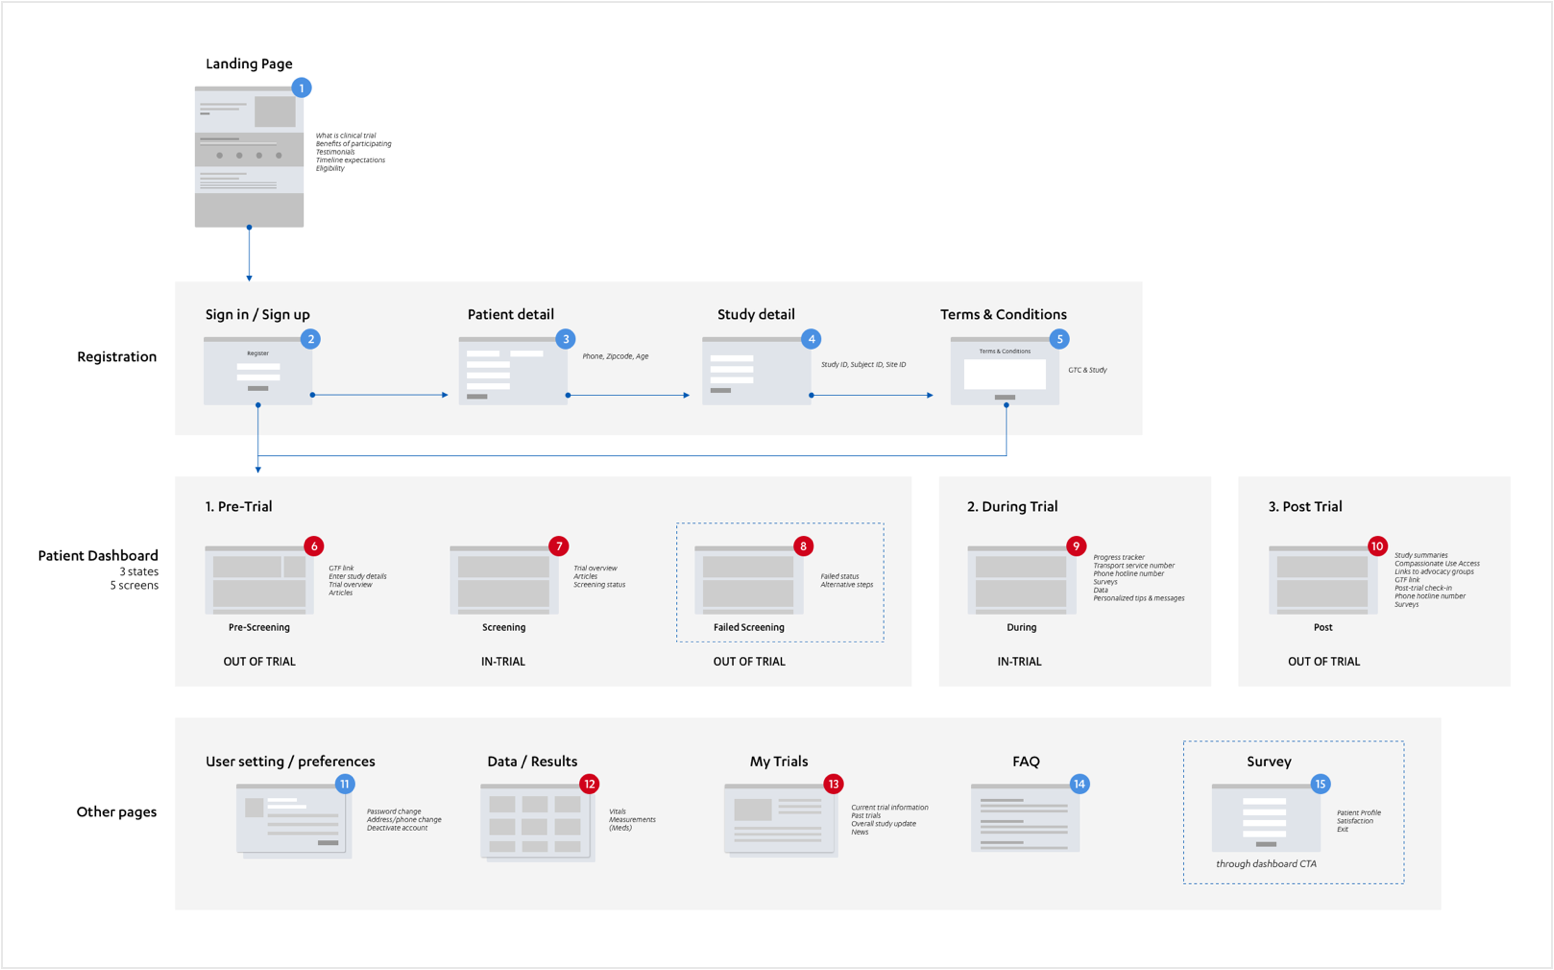 Landing Page
1
What is clinical trial
Benefits of participating
Testimonials
Timeline expectations
Eligibility
Registration
Sign in / Sign up
2
Register
Patient detail
3
Phone, Zipcode, Age
Study detail
4
Study ID, Subject ID, Site ID
Terms & Conditions
5
Terms & Conditions
GTC & Study
Patient Dashboard
3 states
5 screens
1. Pre-Trial
6
GTF link
Enter study details
Trial overview
Articles
Pre-Screening
OUT OF TRIAL
7
Trial overview
Articles
Screening status
Screening
IN-TRIAL
8
Failed status
Alternative steps
Failed Screening
OUT OF TRIAL
2. During Trial
9
Progress tracker
Transport service number
Phone hotline number
Surveys
Data
Personalized tips & messages
During
IN-TRIAL
3. Post Trial
10
Study summaries
Compassionate Use Access
Links to advocacy groups
GTF link
Post-trial check-in
Phone hotline number
Surveys
Post
OUT OF TRIAL
Other pages
User setting / preferences
11
Password change
Address/phone change
Deactivate account
Data / Results
12
Vitals
Measurements
(Meds)
My Trials
13
Current trial information
Past trials
Overall study update
News
FAQ
14
Survey
15
Patient Profile
Satisfaction
Exit
through dashboard CTA